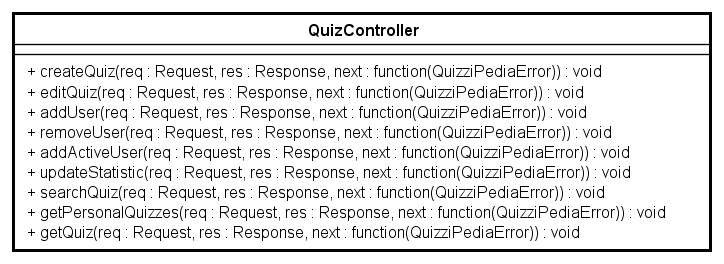 QuizController
+ createQuiz(req : Request, res : Response, next : function(QuizziPediaError)) : void
+ editQuiz(req : Request, res : Response, next : function(QuizziPediaError)) : void
+ addUser(req : Request, res : Response, next : function(QuizziPediaError)) : void
+ removeUser(req : Request, res : Response, next : function(QuizziPediaError)) : void
+ addActiveUser(req : Request, res : Response, next : function(QuizziPediaError)) : void
+ updateStatistic(req : Request, res : Response, next : function(QuizziPediaError)) : void
+ searchQuiz(req : Request, res : Response, next : function(QuizziPediaError)) : void
+ getPersonalQuizzes(req : Request, res : Response, next : function(QuizziPediaError)) : void
+ getQuiz(req : Request, res : Response, next : function(QuizziPediaError)) : void